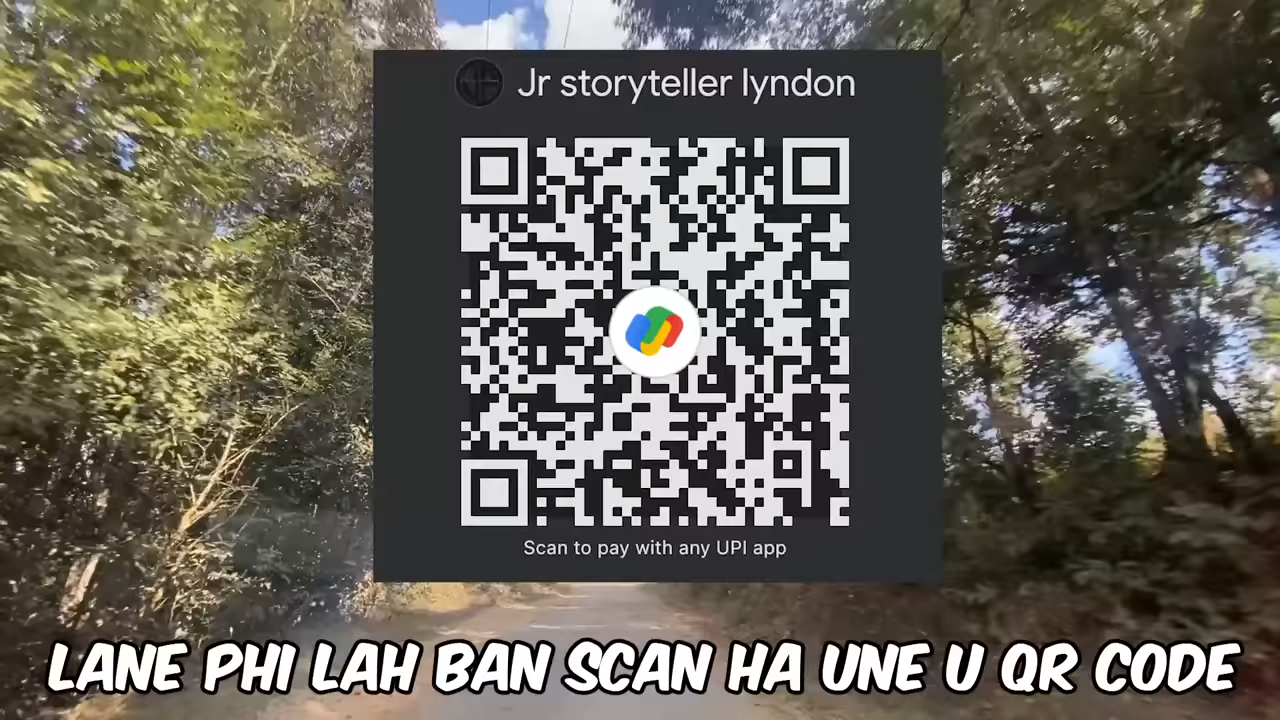 Jr storyteller lyndon
Scan to pay with any UPI app
LANE PHI LAH BAN SCAN HA UNE U QR CODE